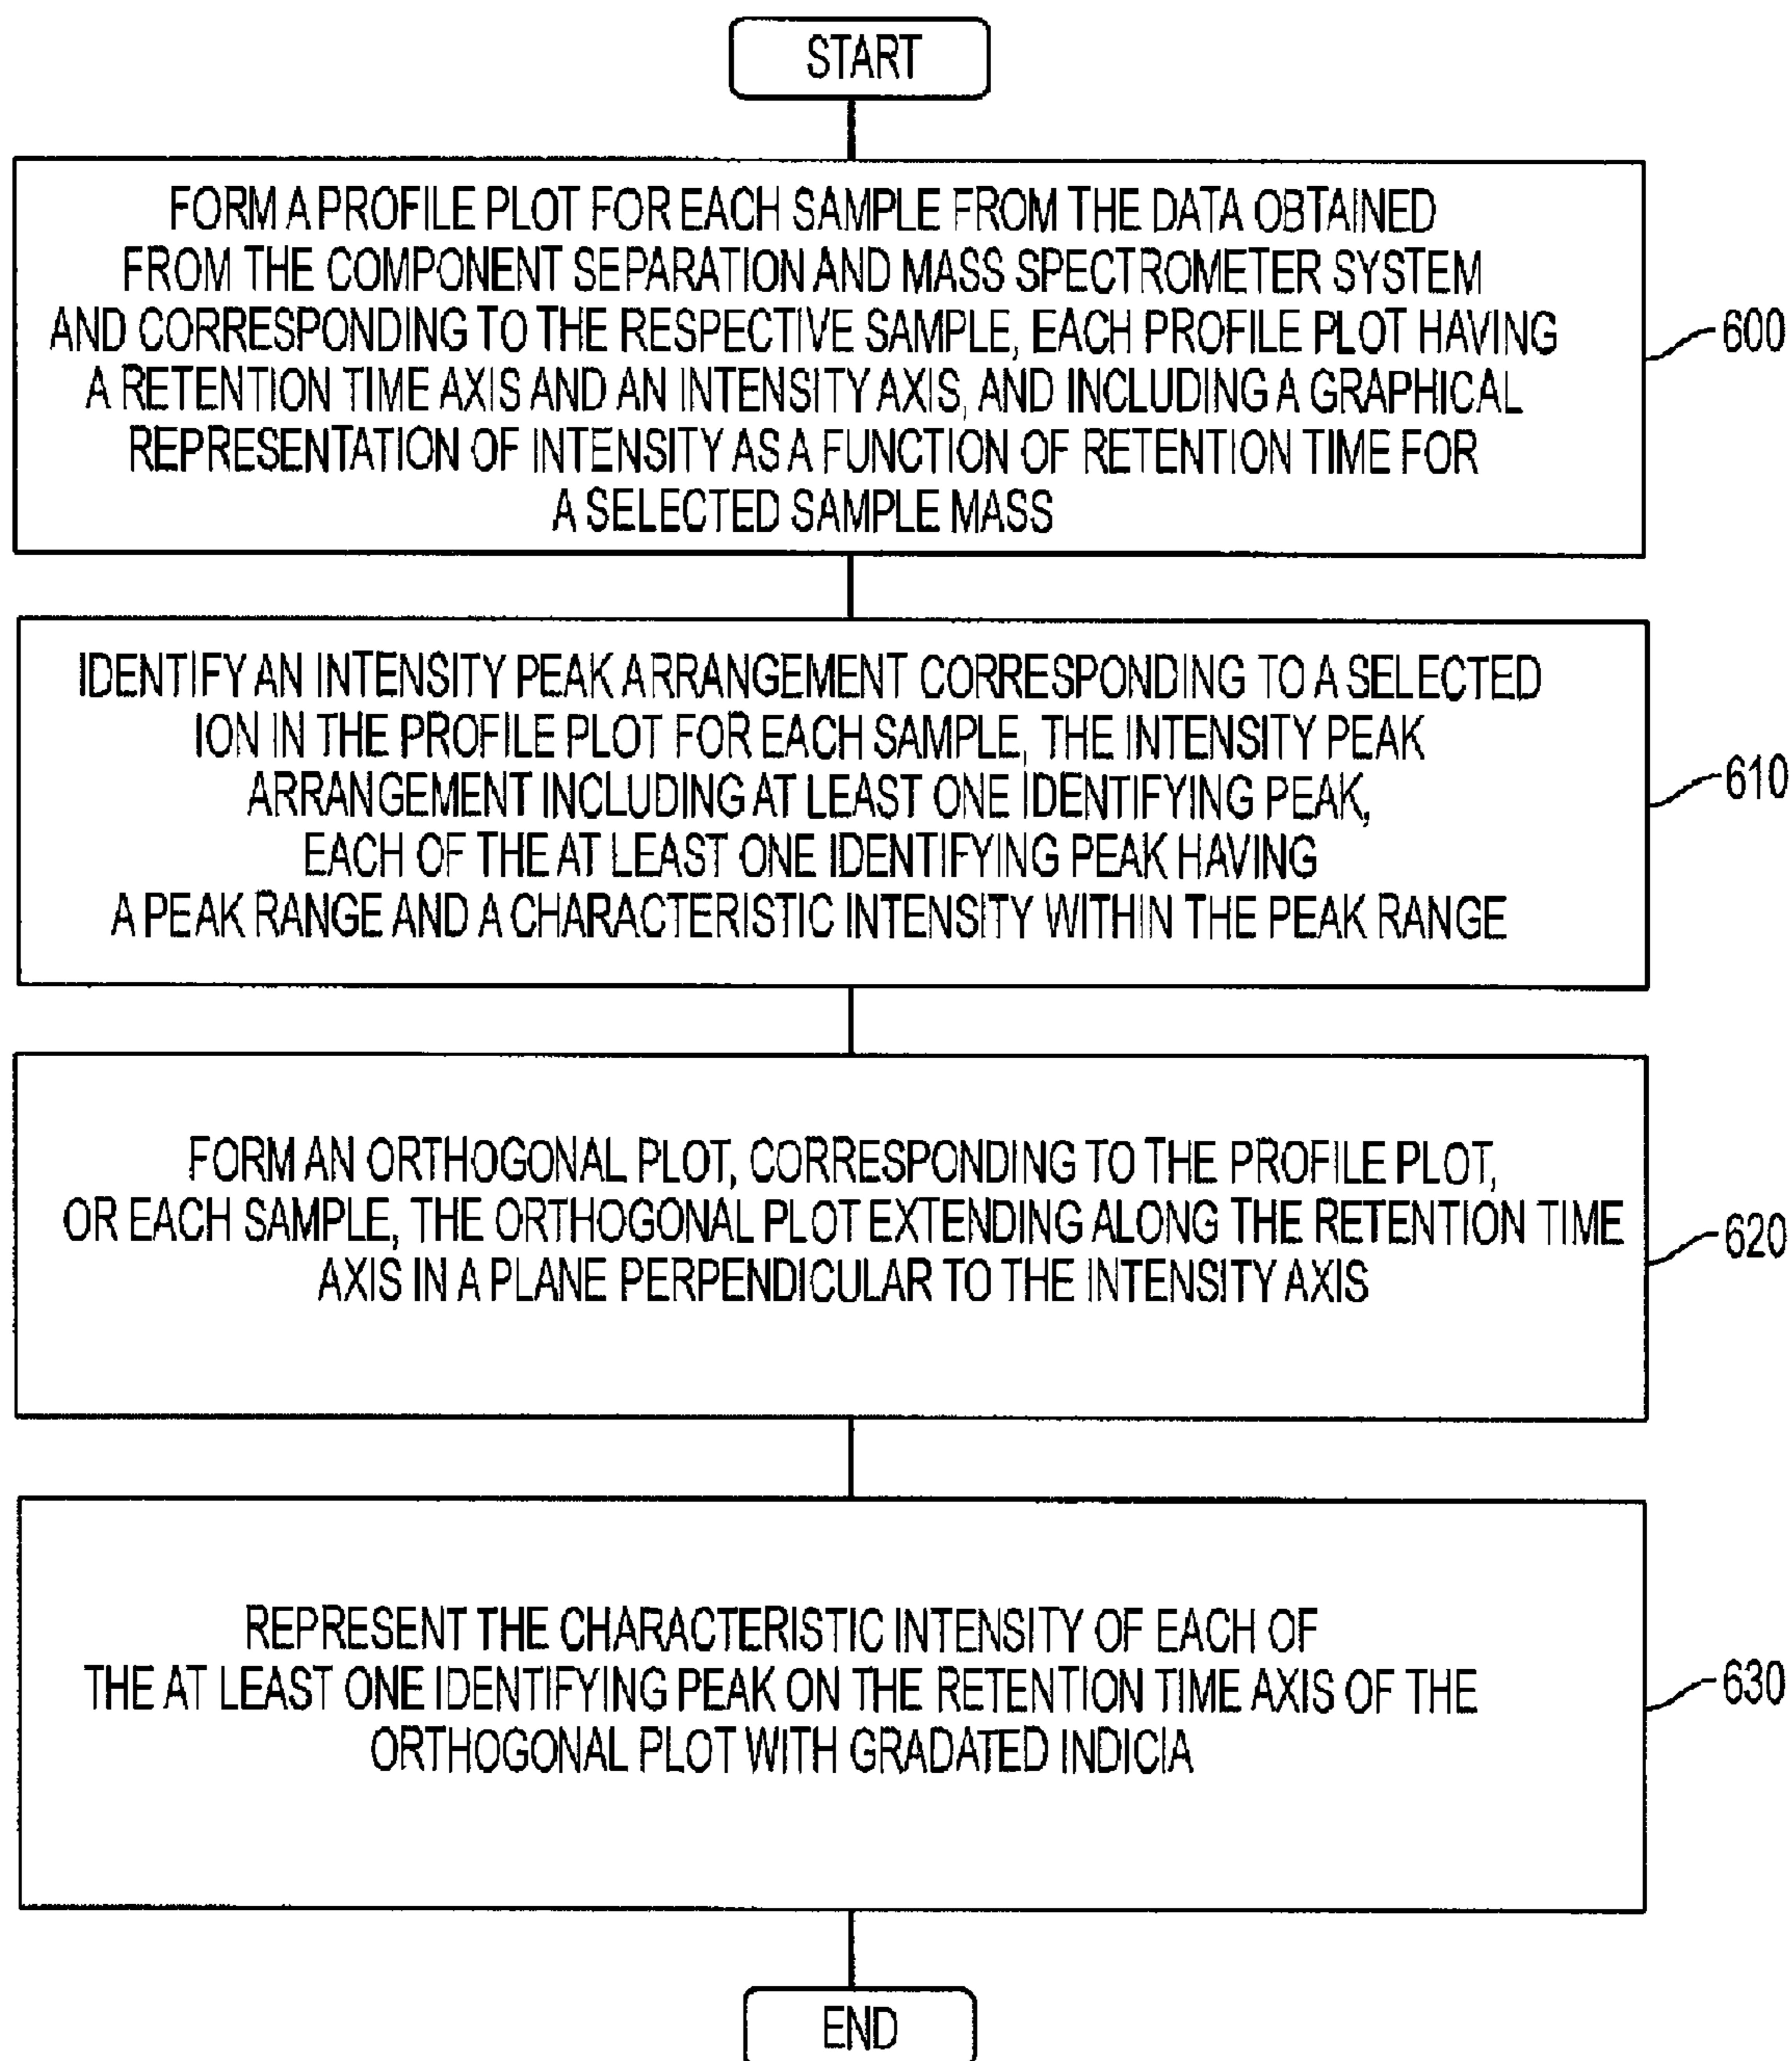 START
FORM A PROFILE PLOT FOR EACH SAMPLE FROM THE DATA OBTAINED
FROM THE COMPONENT SEPARATION AND MASS SPECTROMETER SYSTEM
AND CORRESPONDING TO THE RESPECTIVE SAMPLE, EACH PROFILE PLOT HAVING
A RETENTION TIME AXIS AND AN INTENSITY AXIS, AND INCLUDING A GRAPHICAL
REPRESENTATION OF INTENSITY AS A FUNCTION OF RETENTION TIME FOR
A SELECTED SAMPLE MASS
600
IDENTIFY AN INTENSITY PEAK ARRANGEMENT CORRESPONDING TO A SELECTED
ION IN THE PROFILE PLOT FOR EACH SAMPLE, THE INTENSITY PEAK
ARRANGEMENT INCLUDING AT LEAST ONE IDENTIFYING PEAK,
EACH OF THE AT LEAST ONE IDENTIFYING PEAK HAVING
A PEAK RANGE AND A CHARACTERISTIC INTENSITY WITHIN THE PEAK RANGE
610
FORM AN ORTHOGONAL PLOT, CORRESPONDING TO THE PROFILE PLOT,
OR EACH SAMPLE, THE ORTHOGONAL PLOT EXTENDING ALONG THE RETENTION TIME
AXIS IN A PLANE PERPENDICULAR TO THE INTENSITY AXIS
620
REPRESENT THE CHARACTERISTIC INTENSITY OF EACH OF
THE AT LEAST ONE IDENTIFYING PEAK ON THE RETENTION TIME AXIS OF THE
ORTHOGONAL PLOT WITH GRADATED INDICIA
630
END